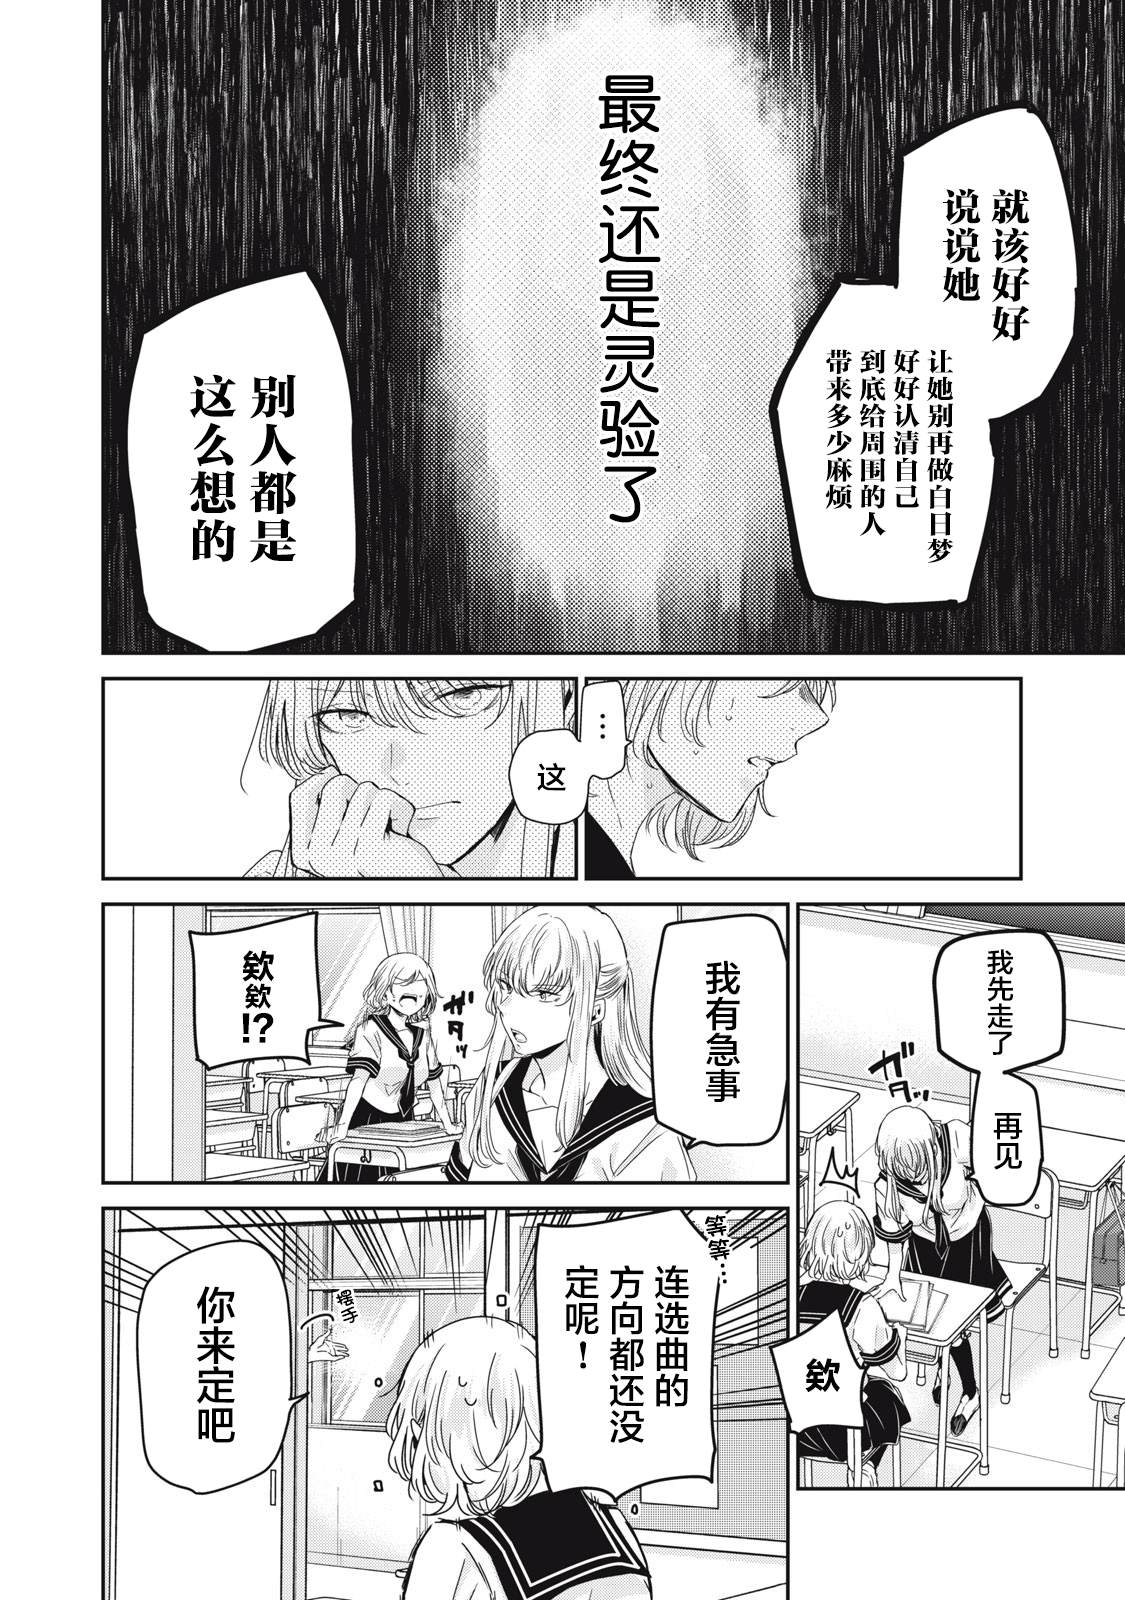 就该好好
说说她
让她别再做白日梦
好好认清自己
到底给周围的人
带来多少麻烦
最终还是灵验了
别人都是
这么想的
…
这
我先走了
再见
ガタッ
欸
我有急事
ガタッ
欸欸
!?
等等…
连选曲的
方向都还没
定呢！
摆手
你来定吧